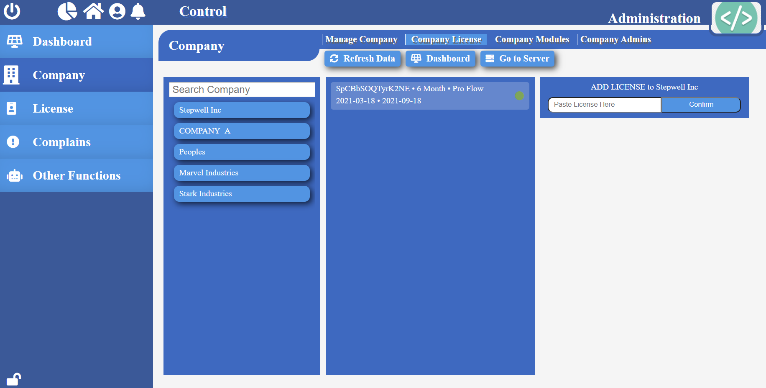 Control
Administration
</>
Dashboard
Company
License
Complains
Other Functions
Company
Manage Company
Company License
Company Modules
Company Admins
Refresh Data
Dashboard
Go to Server
Search Company
Stepwell Inc
COMPANY A
Peoples
Marvel Industries
Stark Industries
SpCBbSOQTyrK2NE • 6 Month • Pro Flow
2021-03-18 • 2021-09-18
ADD LICENSE to Stepwell Inc
Paste License Here
Confirm